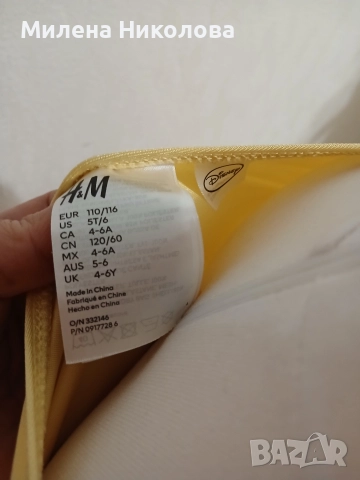 Милена Николова
H&M
Disney
EUR 110/116
US 5T/6
CA 4-6A
CN 120/60
MX 4-6A
AUS 5-6
UK 4-6Y
Made in China
Fabriqué en Chine
Hecho en China
O/N 332146
P/N 0917728 6
BAZAR